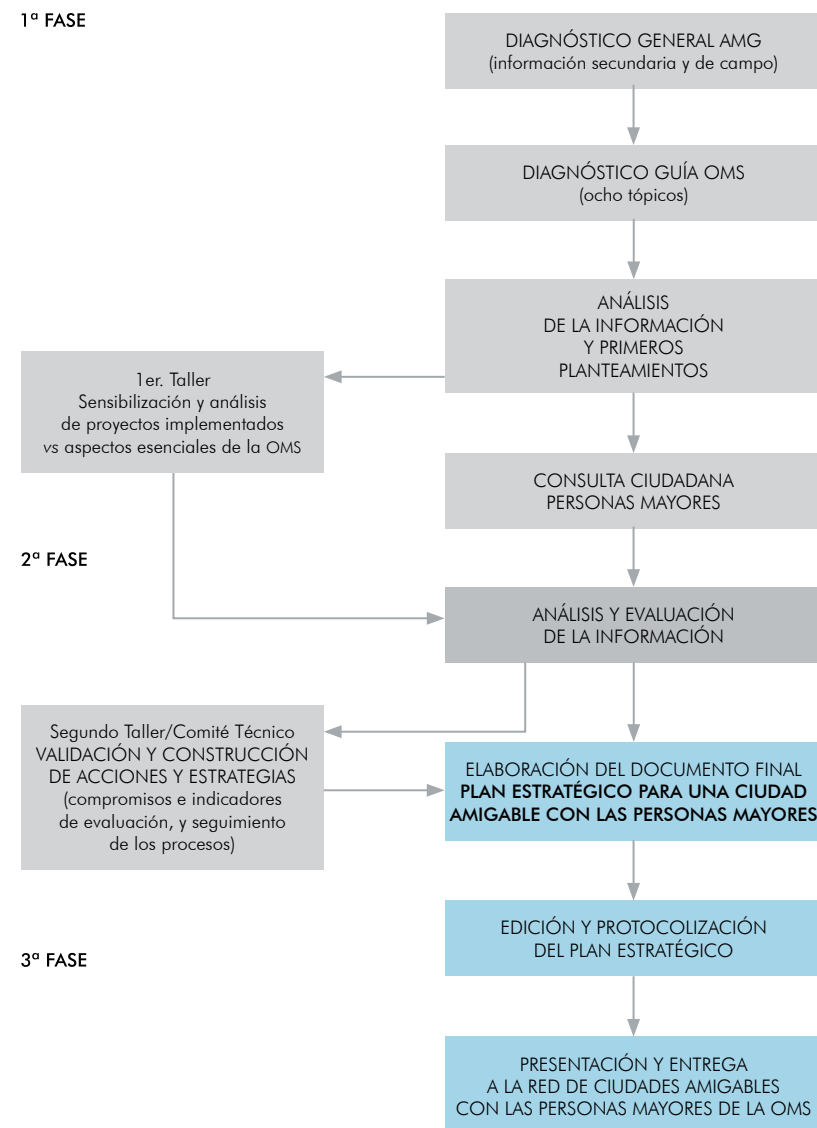 1ª FASE
DIAGNÓSTICO GENERAL AMG
(información secundaria y de campo)
DIAGNÓSTICO GUÍA OMS
(ocho tópicos)
ANÁLISIS
DE LA INFORMACIÓN
Y PRIMEROS
PLANTEAMIENTOS
1er. Taller
Sensibilización y análisis
de proyectos implementados
vs aspectos esenciales de la OMS
CONSULTA CIUDADANA
PERSONAS MAYORES
2ª FASE
ANÁLISIS Y EVALUACIÓN
DE LA INFORMACIÓN
Segundo Taller/Comité Técnico
VALIDACIÓN Y CONSTRUCCIÓN
DE ACCIONES Y ESTRATEGIAS
(compromisos e indicadores
de evaluación, y seguimiento
de los procesos)
ELABORACIÓN DEL DOCUMENTO FINAL
PLAN ESTRATÉGICO PARA UNA CIUDAD
AMIGABLE CON LAS PERSONAS MAYORES
EDICIÓN Y PROTOCOLIZACIÓN
DEL PLAN ESTRATÉGICO
3ª FASE
PRESENTACIÓN Y ENTREGA
A LA RED DE CIUDADES AMIGABLES
CON LAS PERSONAS MAYORES DE LA OMS